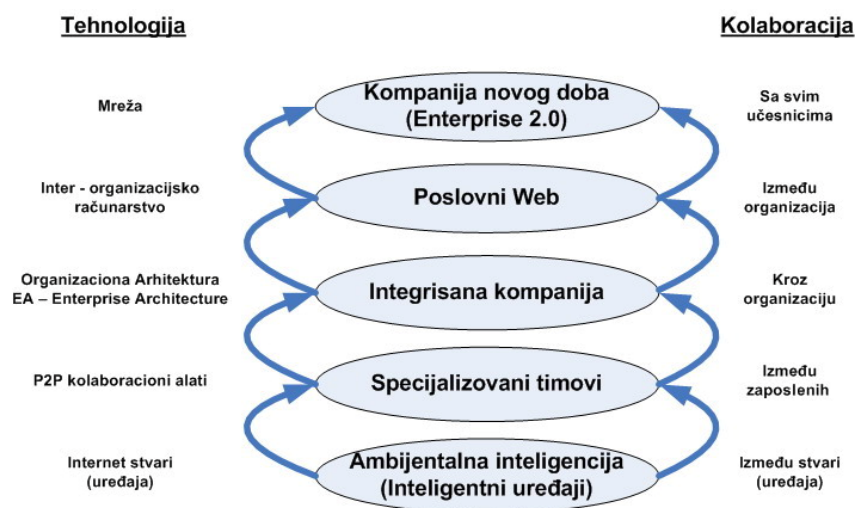 Tehnologija
Kolaboracija
Mreža
Kompanija novog doba
(Enterprise 2.0)
Sa svim
učesnicima
Inter - organizacijsko
računarstvo
Poslovni Web
Između
organizacija
Organizaciona Arhitektura
EA – Enterprise Architecture
Integrisana kompanija
Kroz
organizaciju
P2P kolaboracioni alati
Specijalizovani timovi
Između
zaposlenih
Internet stvari
(uređaja)
Ambijentalna inteligencija
(Inteligentni uređaji)
Između stvari
(uređaja)